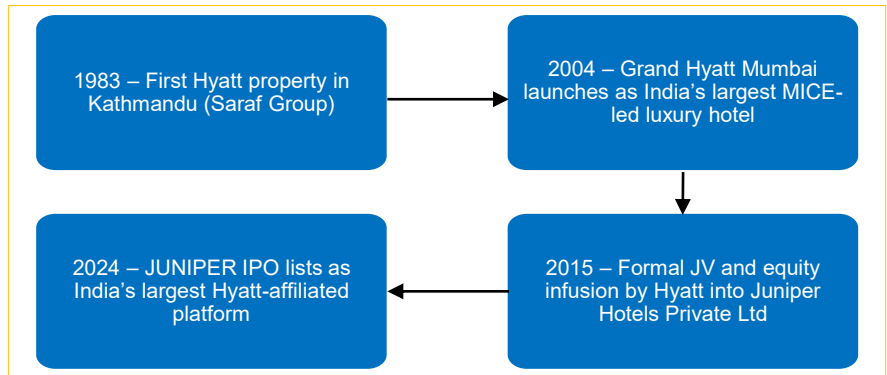 1983 – First Hyatt property in
Kathmandu (Saraf Group)
2004 – Grand Hyatt Mumbai
launches as India’s largest MICE-
led luxury hotel
2015 – Formal JV and equity
infusion by Hyatt into Juniper
Hotels Private Ltd
2024 – JUNIPER IPO lists as
India’s largest Hyatt-affiliated
platform